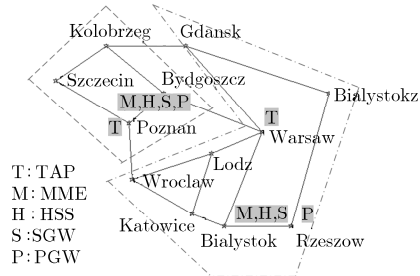 Kolobrzeg Gdansk
Szczecin
Bydgoszcz
Bialystokz
M,H,S,P
T
Poznan
T
Warsaw
Lodz
Wroclaw
Katowice
M,H,S
P
Bialystok
Rzeszow
T: TAP
M: MME
H: HSS
S:SGW
P:PGW